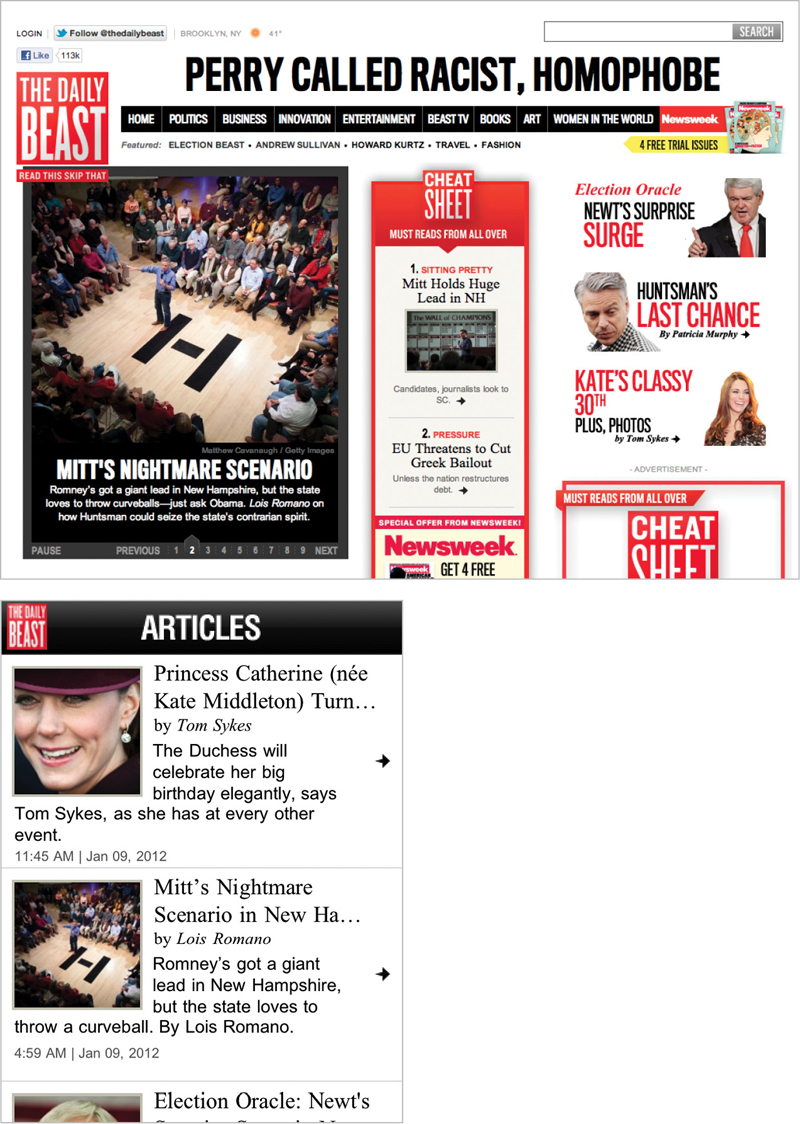 LOGIN Follow @thedailybeast BROOKLYN, NY 41° SEARCH
Like 113k
PERRY CALLED RACIST, HOMOPHOBE
THE DAILY
BEAST
HOME POLITICS BUSINESS INNOVATION ENTERTAINMENT BEAST TV BOOKS ART WOMEN IN THE WORLD Newsweek
Featured: ELECTION BEAST • ANDREW SULLIVAN • HOWARD KURTZ • TRAVEL • FASHION
4 FREE TRIAL ISSUES
READ THIS SKIP THAT
Matthew Cavanaugh / Getty Images
MITT'S NIGHTMARE SCENARIO
Romney's got a giant lead in New Hampshire, but the state
loves to throw curveballs—just ask Obama. Lois Romano on
how Huntsman could seize the state's contrarian spirit.
PAUSE PREVIOUS 1 2 3 4 5 6 7 8 9 NEXT
CHEAT
SHEET
MUST READS FROM ALL OVER
1. SITTING PRETTY
Mitt Holds Huge
Lead in NH
The WALL of CHAMPIONS
Candidates, journalists look to
SC.
2. PRESSURE
EU Threatens to Cut
Greek Bailout
Unless the nation restructures
debt.
SPECIAL OFFER FROM NEWSWEEK!
Newsweek
GET 4 FREE
Election Oracle
NEWT'S SURPRISE
SURGE
HUNTSMAN'S
LAST CHANCE
By Patricia Murphy
KATE'S CLASSY
30TH
PLUS, PHOTOS
by Tom Sykes
- ADVERTISEMENT -
MUST READS FROM ALL OVER
CHEAT
SHEET
THE DAILY
BEAST
ARTICLES
Princess Catherine (née
Kate Middleton) Turn…
by Tom Sykes
The Duchess will
celebrate her big
birthday elegantly, says
Tom Sykes, as she has at every other
event.
11:45 AM | Jan 09, 2012
Mitt's Nightmare
Scenario in New Ha…
by Lois Romano
Romney's got a giant
lead in New Hampshire,
but the state loves to
throw a curveball. By Lois Romano.
4:59 AM | Jan 09, 2012
Election Oracle: Newt's